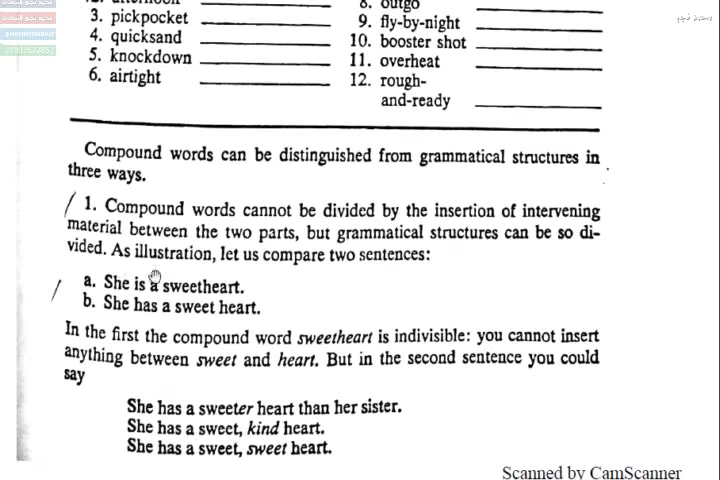 3. pickpocket
4. quicksand
5. knockdown
6. airtight
8. outgo
9. fly-by-night
10. booster shot
11. overheat
12. rough-
and-ready
Compound words can be distinguished from grammatical structures in
three ways.
1. Compound words cannot be divided by the insertion of intervening
material between the two parts, but grammatical structures can be so di-
vided. As illustration, let us compare two sentences:
a. She is a sweetheart.
b. She has a sweet heart.
In the first the compound word sweetheart is indivisible: you cannot insert
anything between sweet and heart. But in the second sentence you could
say
She has a sweeter heart than her sister.
She has a sweet, kind heart.
She has a sweet, sweet heart.
Scanned by CamScanner